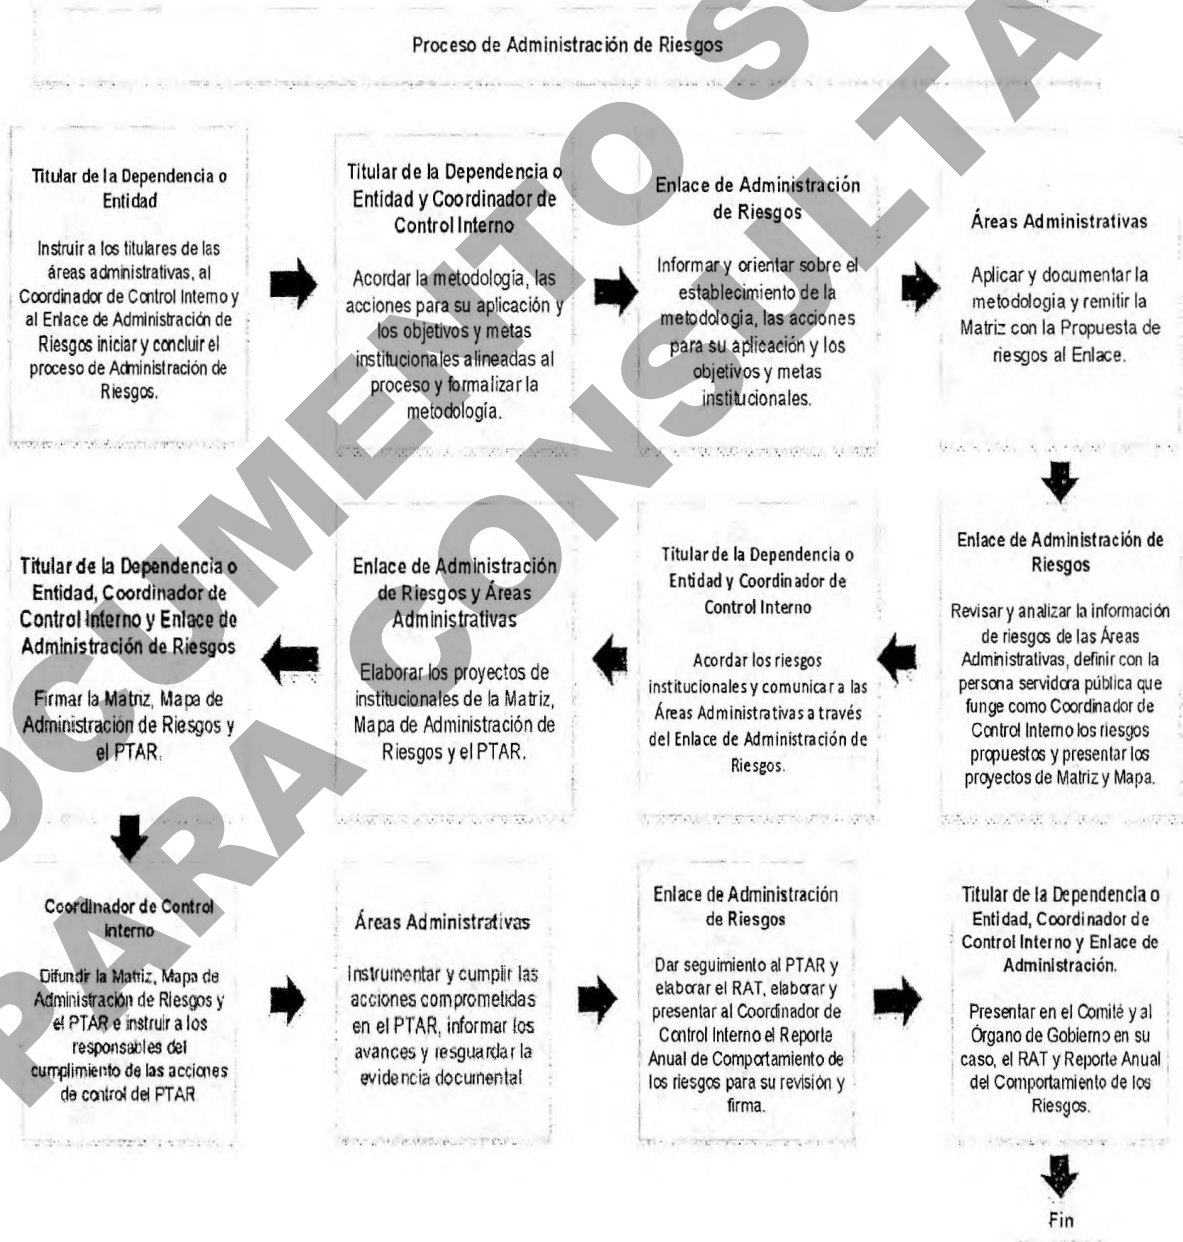 Proceso de Administración de Riesgos
Titular de la Dependencia o
Entidad
Instruir a los titulares de las
áreas administrativas, al
Coordinador de Control Interno y
al Enlace de Administración de
Riesgos iniciar y concluir el
proceso de Administración de
Riesgos.
Titular de la Dependencia o
Entidad y Coordinador de
Control Interno
Acordar la metodología, las
acciones para su aplicación y
los objetivos y metas
institucionales alineadas al
proceso y formalizar la
metodología.
Enlace de Administración
de Riesgos
Informar y orientar sobre el
establecimiento de la
metodología, las acciones
para su aplicación y los
objetivos y metas
institucionales.
Áreas Administrativas
Aplicar y documentar la
metodología y remitir la
Matriz con la Propuesta de
riesgos al Enlace.
Enlace de Administración de
Riesgos
Revisar y analizar la información
de riesgos de las Áreas
Administrativas, definir con la
persona servidora pública que
funge como Coordinador de
Control Interno los riesgos
propuestos y presentar los
proyectos de Matriz y Mapa.
Titular de la Dependencia o
Entidad y Coordinador de
Control Interno
Acordar los riesgos
institucionales y comunicar a las
Áreas Administrativas a través
del Enlace de Administración de
Riesgos.
Enlace de Administración
de Riesgos y Áreas
Administrativas
Elaborar los proyectos de
institucionales de la Matriz,
Mapa de Administración de
Riesgos y el PTAR.
Titular de la Dependencia o
Entidad, Coordinador de
Control Interno y Enlace de
Administración de Riesgos
Firmar la Matriz, Mapa de
Administración de Riesgos y
el PTAR.
Coordinador de Control
Interno
Difundir la Matriz, Mapa de
Administración de Riesgos y
el PTAR e instruir a los
responsables del
cumplimiento de las acciones
de control del PTAR
Áreas Administrativas
Instrumentar y cumplir las
acciones comprometidas
en el PTAR, informar los
avances y resguardar la
evidencia documental
Enlace de Administración
de Riesgos
Dar seguimiento al PTAR y
elaborar el RAT, elaborar y
presentar al Coordinador de
Control Interno el Reporte
Anual de Comportamiento de
los riesgos para su revisión y
firma.
Titular de la Dependencia o
Entidad, Coordinador de
Control Interno y Enlace de
Administración.
Presentar en el Comité y al
Órgano de Gobierno en su
caso, el RAT y Reporte Anual
del Comportamiento de los
Riesgos.
Fin
DOCUMENTO
PARA CONSULTA